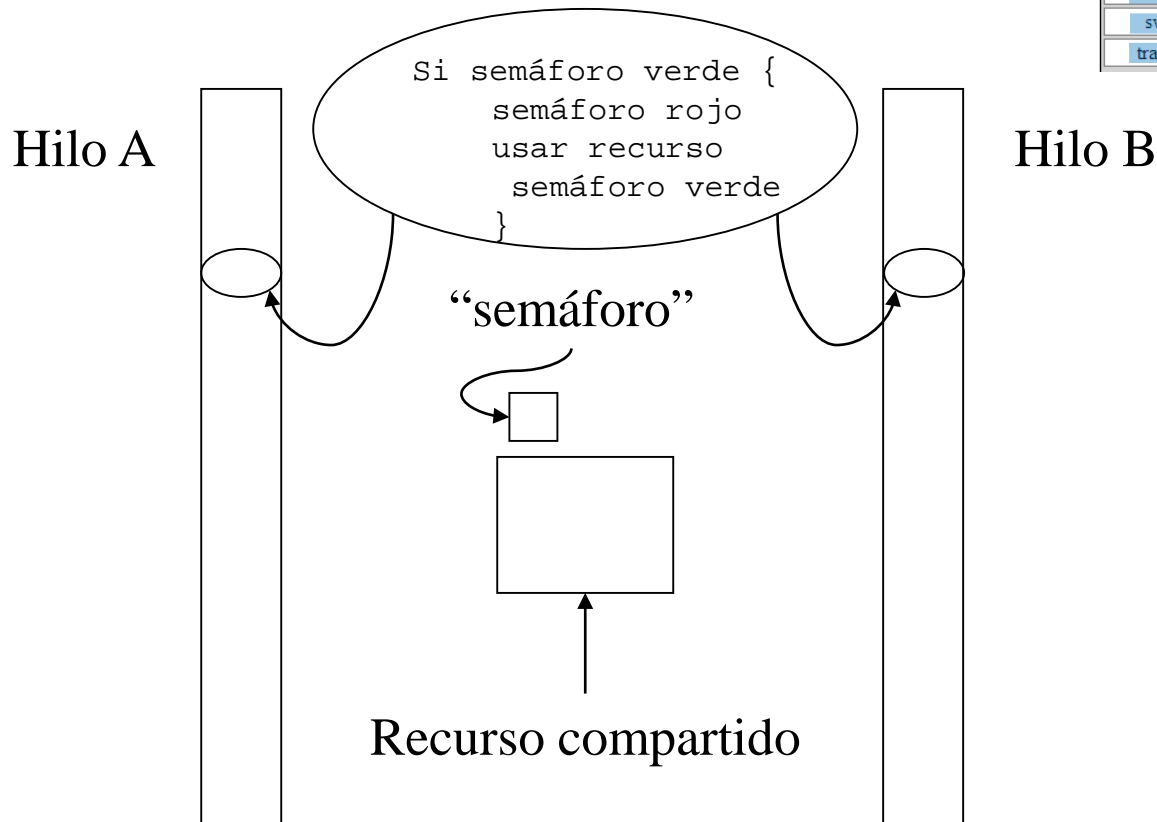 Si semáforo verde {
semáforo rojo
usar recurso
semáforo verde
}
Hilo A
Hilo B
“semáforo”
Recurso compartido